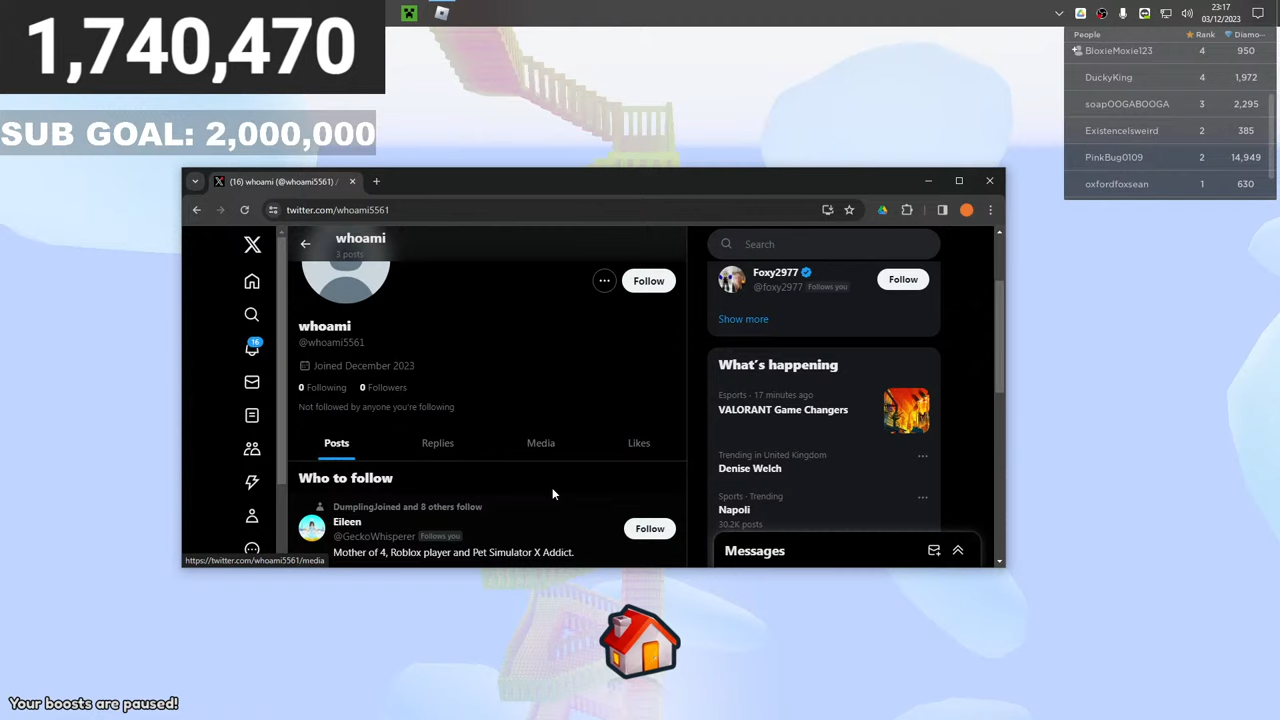 1,740,470
SUB GOAL: 2,000,000
23:17
03/12/2023
People Rank Diamo...
BloxieMoxie123 4 950
DuckyKing 4 1,972
soapOOGABOOGA 3 2,295
ExistenceIsweird 2 385
PinkBug0109 2 14,949
oxfordfoxsean 1 630
(16) whoami (@whoami5561) /
twitter.com/whoami5561
whoami
3 posts
Follow
whoami
@whoami5561
Joined December 2023
0 Following 0 Followers
Not followed by anyone you're following
Posts Replies Media Likes
Who to follow
DumplingJoined and 8 others follow
Eileen
@GeckoWhisperer Follows you
Follow
Mother of 4, Roblox player and Pet Simulator X Addict.
16
https://twitter.com/whoami5561/media
Search
Foxy2977
@foxy2977 Follows you
Follow
Show more
What's happening
Esports · 17 minutes ago
VALORANT Game Changers
Trending in United Kingdom
Denise Welch
Sports · Trending
Napoli
30.2K posts
Messages
Your boosts are paused!